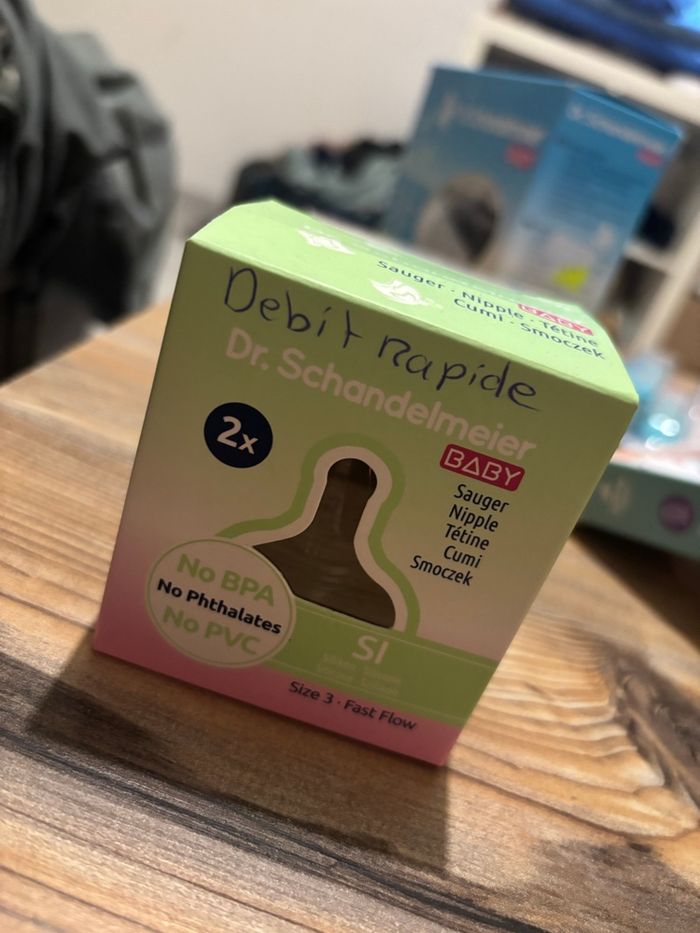 Sauger · Nipple · Tétine
Cumi · Smoczek
BABY
Debit Rapide
Dr. Schandelmeier
BABY
2x
Sauger
Nipple
Tétine
Cumi
Smoczek
No BPA
No Phthalates
No PVC
SI
Size 3 · Fast Flow